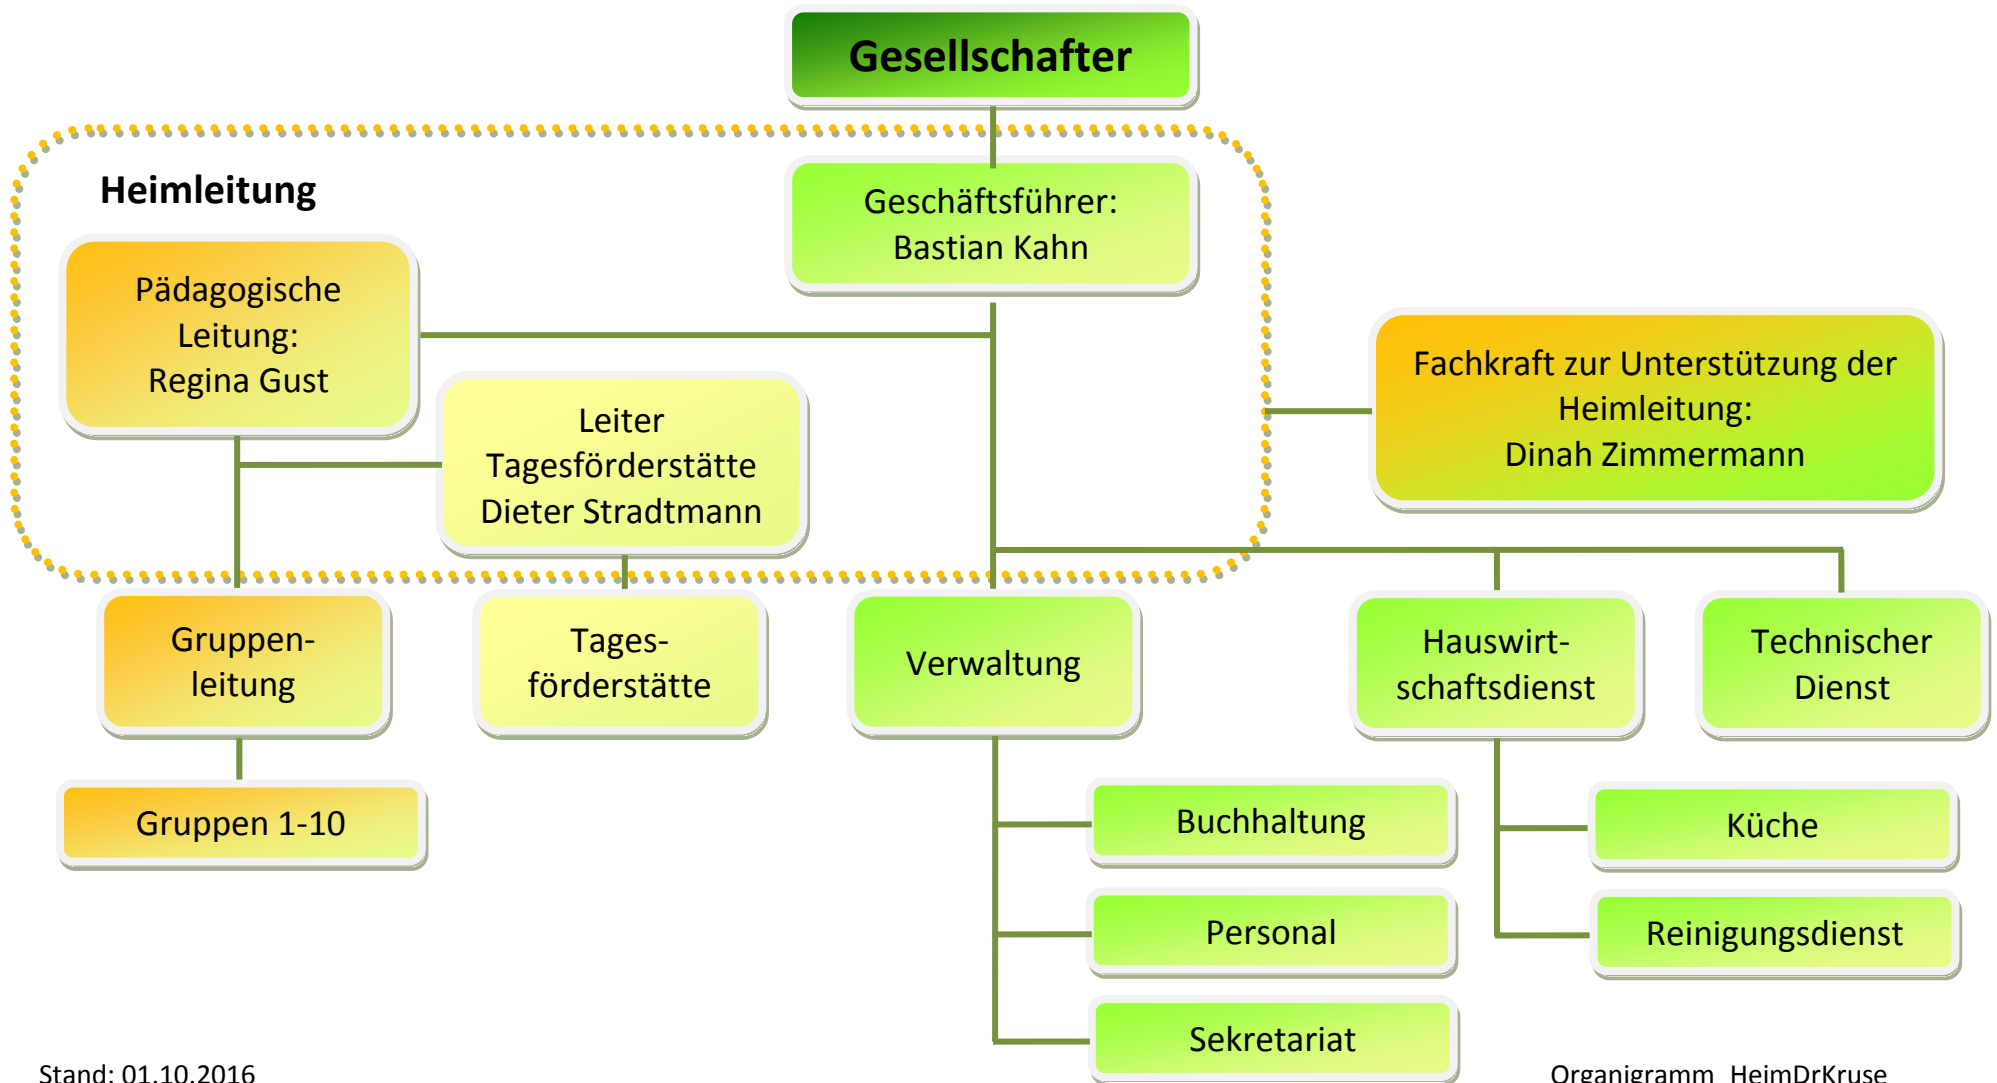 Gesellschafter
Heimleitung
Geschäftsführer:
Bastian Kahn
Pädagogische
Leitung:
Regina Gust
Leiter
Tagesförderstätte
Dieter Stradtmann
Fachkraft zur Unterstützung der
Heimleitung:
Dinah Zimmermann
Gruppen-
leitung
Tages-
förderstätte
Verwaltung
Hauswirt-
schaftsdienst
Technischer
Dienst
Gruppen 1-10
Buchhaltung
Küche
Personal
Reinigungsdienst
Sekretariat
Stand: 01.10.2016
Organigramm_HeimDrKruse